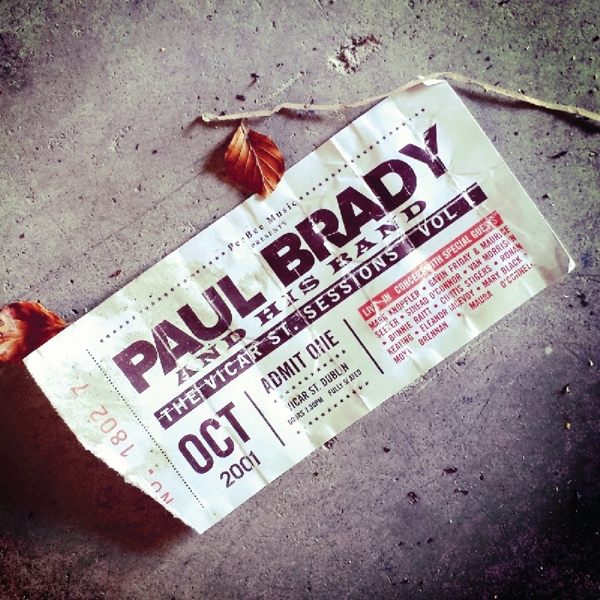 PeeBee Music
PRESENTS
PAUL BRADY
AND HIS BAND
THE VICAR ST. SESSIONS VOL 1
OCT
2001
ADMIT ONE
VICAR ST. DUBLIN
DOORS 7.30PM FULLY SEATED
LIVE IN CONCERT WITH SPECIAL GUESTS
MARK KNOPFLER • GAVIN FRIDAY & MAURICE
SEEZER • SINEAD O'CONNOR • VAN MORRISON
• BONNIE RAITT • CURTIS STIGERS • RONAN
KEATING • ELEANOR MCEVOY • MARY BLACK •
MOYA BRENNAN • MAURA O'CONNELL
NO. 1802 7